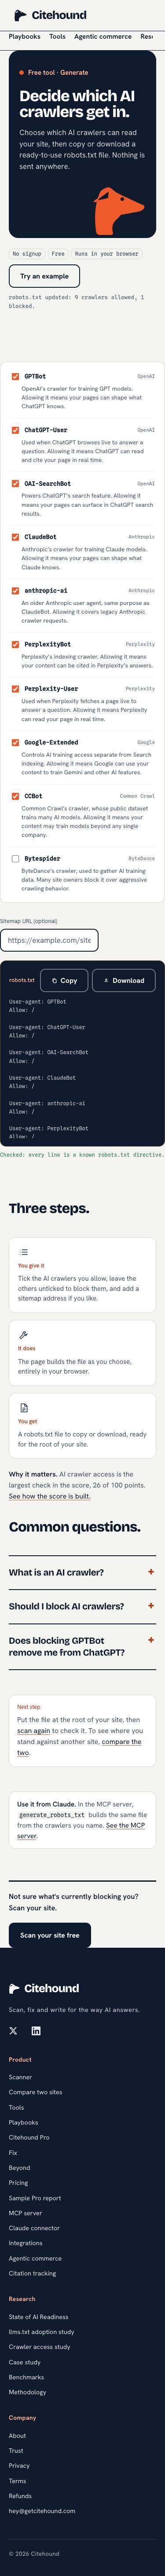 Citehound
Playbooks Tools Agentic commerce Rese
Free tool · Generate
Decide which AI
crawlers get in.
Choose which AI crawlers can read
your site, then copy or download a
ready-to-use robots.txt file. Nothing is
sent anywhere.
No signup Free Runs in your browser
Try an example
robots.txt updated: 9 crawlers allowed, 1
blocked.
GPTBot OpenAI
OpenAI's crawler for training GPT models.
Allowing it means your pages can shape what
ChatGPT knows.
ChatGPT-User OpenAI
Used when ChatGPT browses live to answer a
question. Allowing it means ChatGPT can read
and cite your page in real time.
OAI-SearchBot OpenAI
Powers ChatGPT's search feature. Allowing it
means your pages can surface in ChatGPT search
results.
ClaudeBot Anthropic
Anthropic's crawler for training Claude models.
Allowing it means your pages can shape what
Claude knows.
anthropic-ai Anthropic
An older Anthropic user agent, same purpose as
ClaudeBot. Allowing it covers legacy Anthropic
crawler requests.
PerplexityBot Perplexity
Perplexity's indexing crawler. Allowing it means
your content can be cited in Perplexity's answers.
Perplexity-User Perplexity
Used when Perplexity fetches a page live to
answer a question. Allowing it means Perplexity
can read your page in real time.
Google-Extended Google
Controls AI training access separate from Search
indexing. Allowing it means Google can use your
content to train Gemini and other AI features.
CCBot Common Crawl
Common Crawl's crawler, whose public dataset
trains many AI models. Allowing it means your
content may train models beyond any single
company.
Bytespider ByteDance
ByteDance's crawler, used to gather AI training
data. Many site owners block it over aggressive
crawling behavior.
Sitemap URL (optional)
https://example.com/site
robots.txt Copy Download
User-agent: GPTBot
Allow: /
User-agent: ChatGPT-User
Allow: /
User-agent: OAI-SearchBot
Allow: /
User-agent: ClaudeBot
Allow: /
User-agent: anthropic-ai
Allow: /
User-agent: PerplexityBot
Allow: /
Checked: every line is a known robots.txt directive.
Three steps.
You give it
Tick the AI crawlers you allow, leave the
others unticked to block them, and add a
sitemap address if you like.
It does
The page builds the file as you choose,
entirely in your browser.
You get
A robots.txt file to copy or download, ready
for the root of your site.
Why it matters. AI crawler access is the
largest check in the score, 26 of 100 points.
See how the score is built.
Common questions.
What is an AI crawler? +
Should I block AI crawlers? +
Does blocking GPTBot +
remove me from ChatGPT?
Next step
Put the file at the root of your site, then
scan again to check it. To see where you
stand against another site, compare the
two.
Use it from Claude. In the MCP server,
generate_robots_txt builds the same file
from the crawlers you name. See the MCP
server.
Not sure what's currently blocking you?
Scan your site.
Scan your site free
Citehound
Scan, fix and write for the way AI answers.
Product
Scanner
Compare two sites
Tools
Playbooks
Citehound Pro
Fix
Beyond
Pricing
Sample Pro report
MCP server
Claude connector
Integrations
Agentic commerce
Citation tracking
Research
State of AI Readiness
llms.txt adoption study
Crawler access study
Case study
Benchmarks
Methodology
Company
About
Trust
Privacy
Terms
Refunds
hey@getcitehound.com
© 2026 Citehound